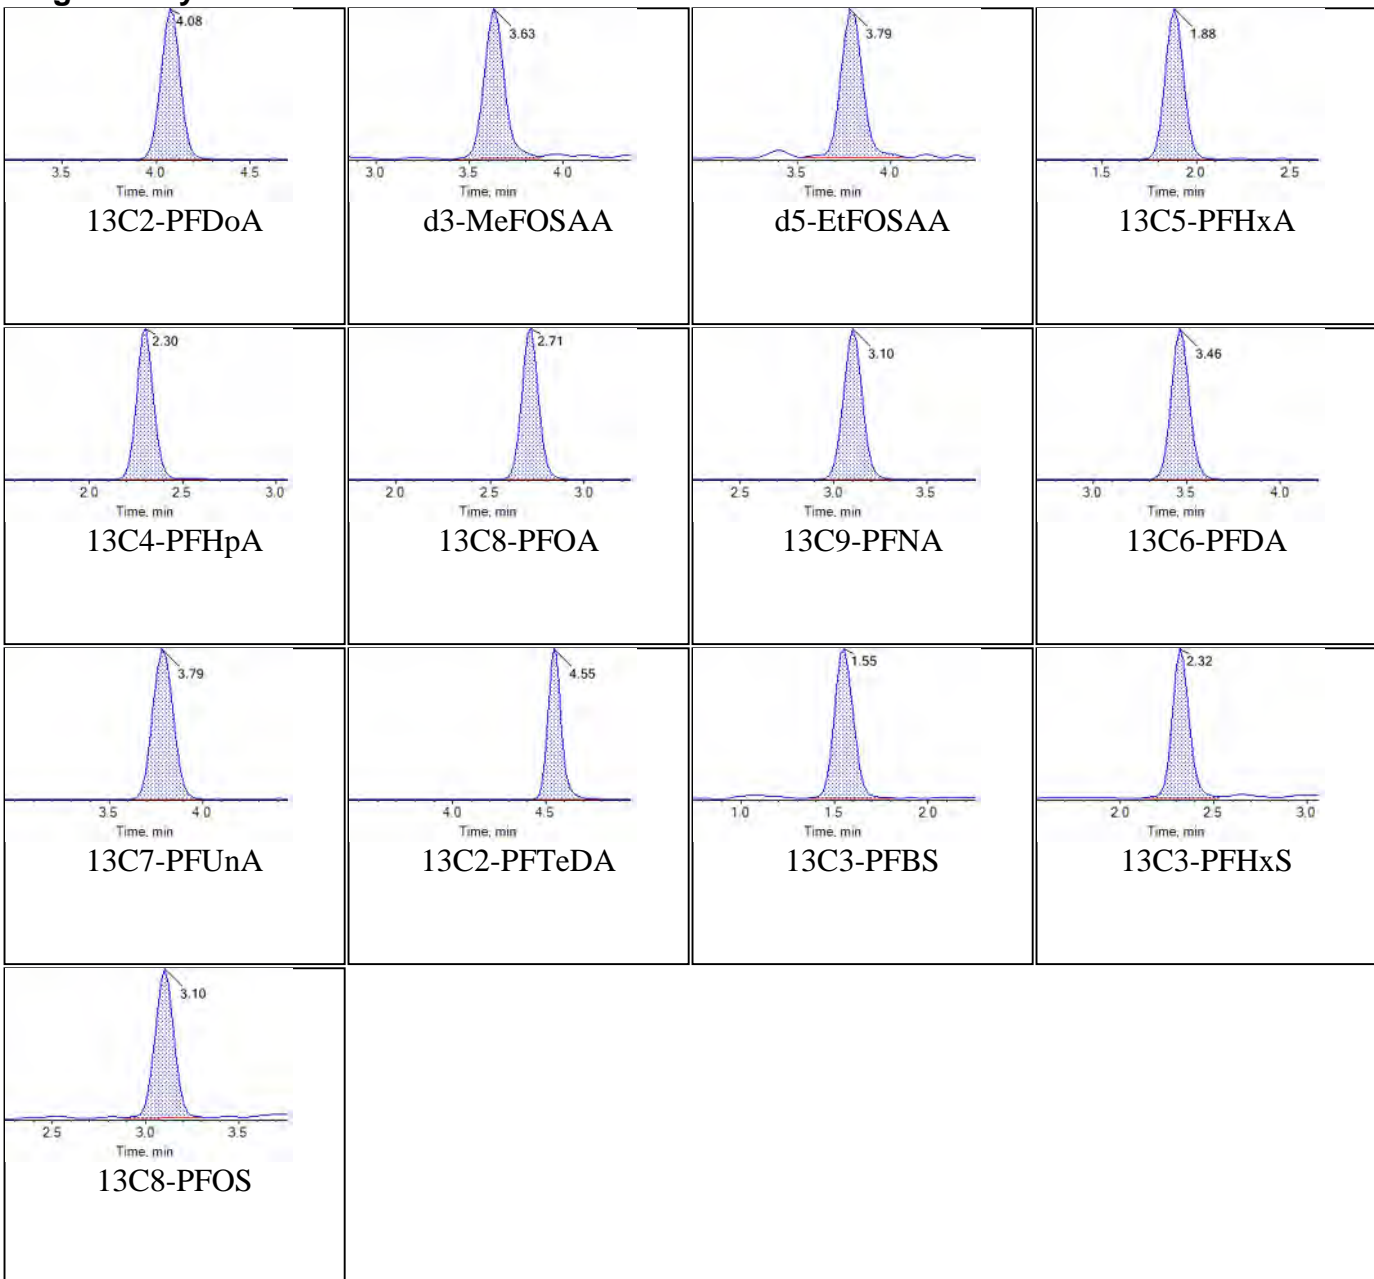 4.08
3.5 4.0 4.5
Time, min
13C2-PFDoA
3.63
3.0 3.5 4.0
Time, min
d3-MeFOSAA
3.79
3.5 4.0
Time, min
d5-EtFOSAA
1.88
1.5 2.0 2.5
Time, min
13C5-PFHxA
2.30
2.0 2.5 3.0
Time, min
13C4-PFHpA
2.71
2.0 2.5 3.0
Time, min
13C8-PFOA
3.10
2.5 3.0 3.5
Time, min
13C9-PFNA
3.46
3.0 3.5 4.0
Time, min
13C6-PFDA
3.79
3.5 4.0
Time, min
13C7-PFUnA
4.55
4.0 4.5
Time, min
13C2-PFTeDA
1.55
1.0 1.5 2.0
Time, min
13C3-PFBS
2.32
2.0 2.5 3.0
Time, min
13C3-PFHxS
3.10
2.5 3.0 3.5
Time, min
13C8-PFOS